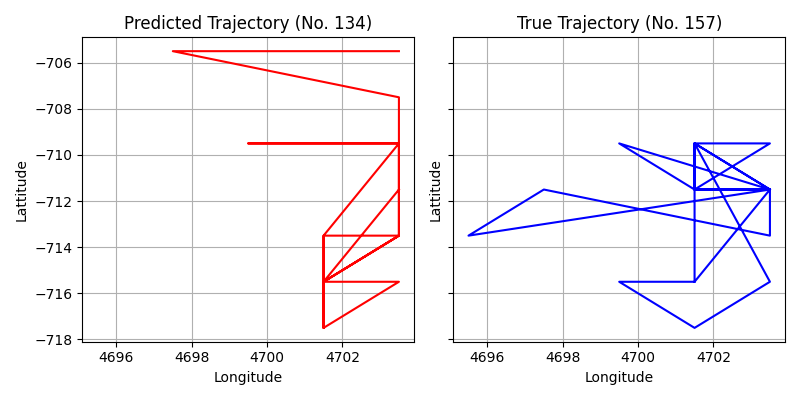 Predicted Trajectory (No. 134)
True Trajectory (No. 157)
Lattitude
−706
−708
−710
−712
−714
−716
−718
4696
4698
4700
4702
Longitude
Lattitude
4696
4698
4700
4702
Longitude